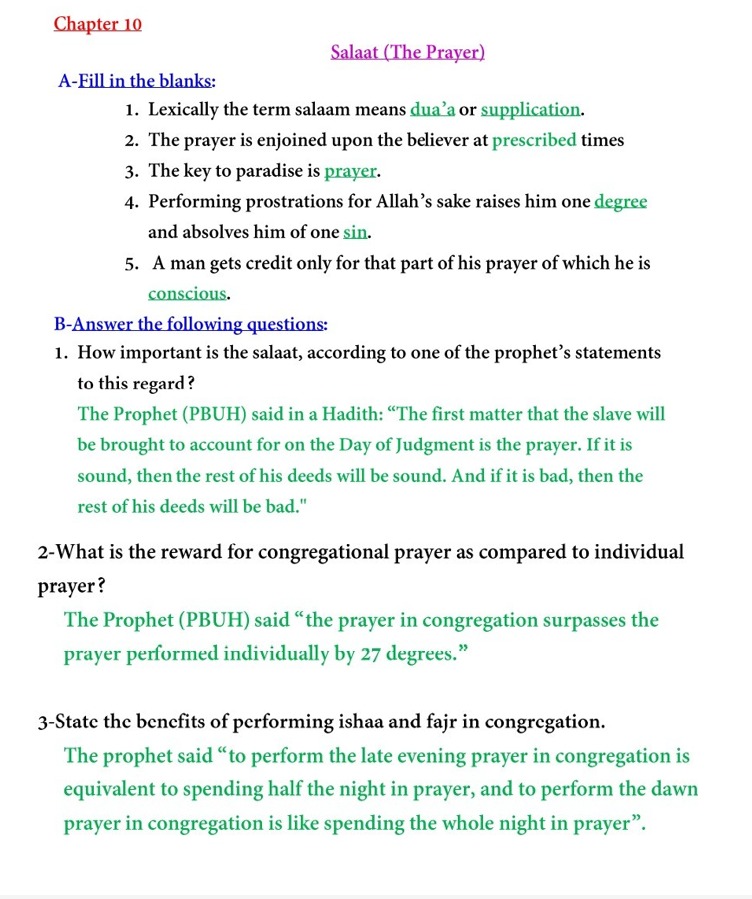 Chapter 10
Salaat (The Prayer)
A-Fill in the blanks:
1. Lexically the term salaam means dua’a or supplication.
2. The prayer is enjoined upon the believer at prescribed times
3. The key to paradise is prayer.
4. Performing prostrations for Allah’s sake raises him one degree
and absolves him of one sin.
5. A man gets credit only for that part of his prayer of which he is
conscious.
B-Answer the following questions:
1. How important is the salaat, according to one of the prophet’s statements
to this regard?
The Prophet (PBUH) said in a Hadith: “The first matter that the slave will
be brought to account for on the Day of Judgment is the prayer. If it is
sound, then the rest of his deeds will be sound. And if it is bad, then the
rest of his deeds will be bad."
2-What is the reward for congregational prayer as compared to individual
prayer?
The Prophet (PBUH) said “the prayer in congregation surpasses the
prayer performed individually by 27 degrees.”
3-State the benefits of performing ishaa and fajr in congregation.
The prophet said “to perform the late evening prayer in congregation is
equivalent to spending half the night in prayer, and to perform the dawn
prayer in congregation is like spending the whole night in prayer”.